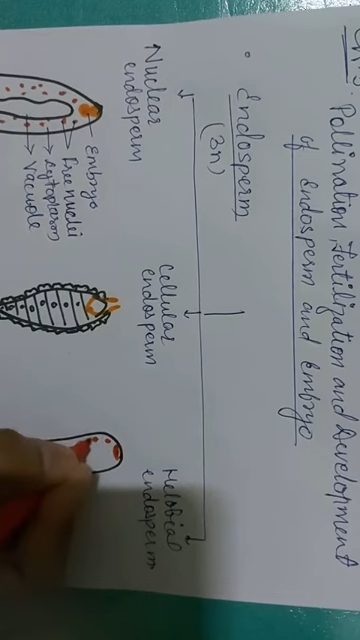 Pollination Fertilization and Development
of Endosperm and Embryo
Endosperm
(3n)
Nuclear
endosperm
Cellular
endosperm
Helobial
endosperm
Embryo
Free nuclei
Cytoplasm
Vacuole